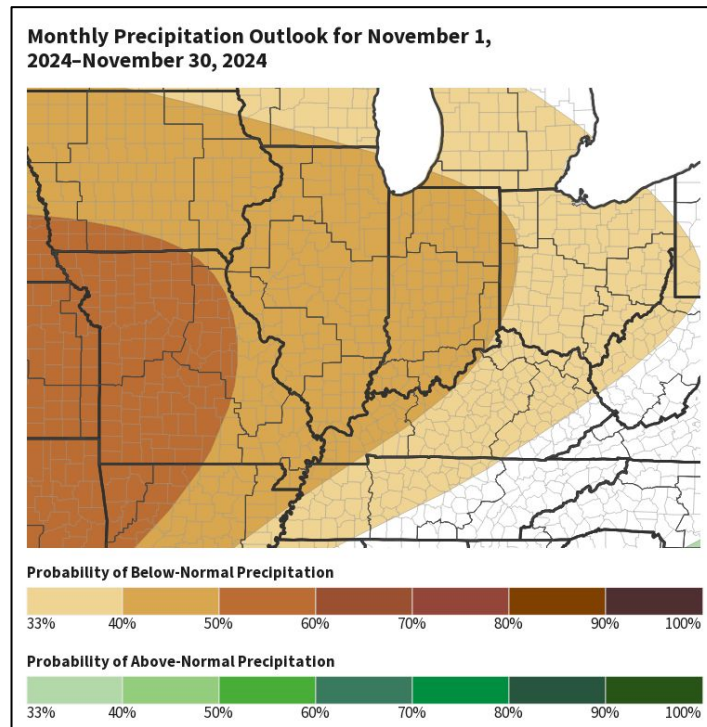 Monthly Precipitation Outlook for November 1,
2024–November 30, 2024
Probability of Below-Normal Precipitation
33% 40% 50% 60% 70% 80% 90% 100%
Probability of Above-Normal Precipitation
33% 40% 50% 60% 70% 80% 90% 100%